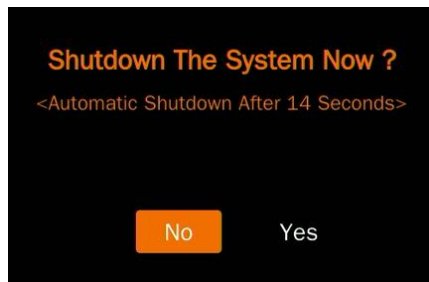 Shutdown The System Now ?
<Automatic Shutdown After 14 Seconds>
No
Yes